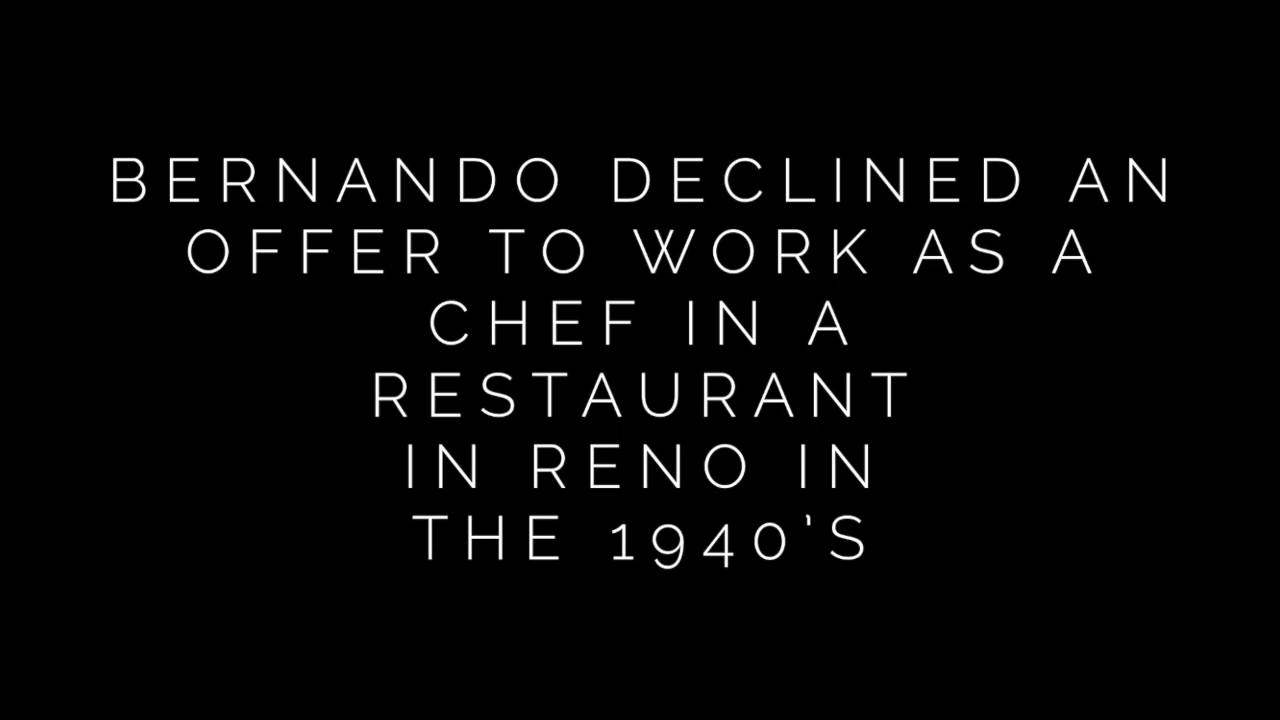 BERNANDO DECLINED AN
OFFER TO WORK AS A
CHEF IN A
RESTAURANT
IN RENO IN
THE 1940'S